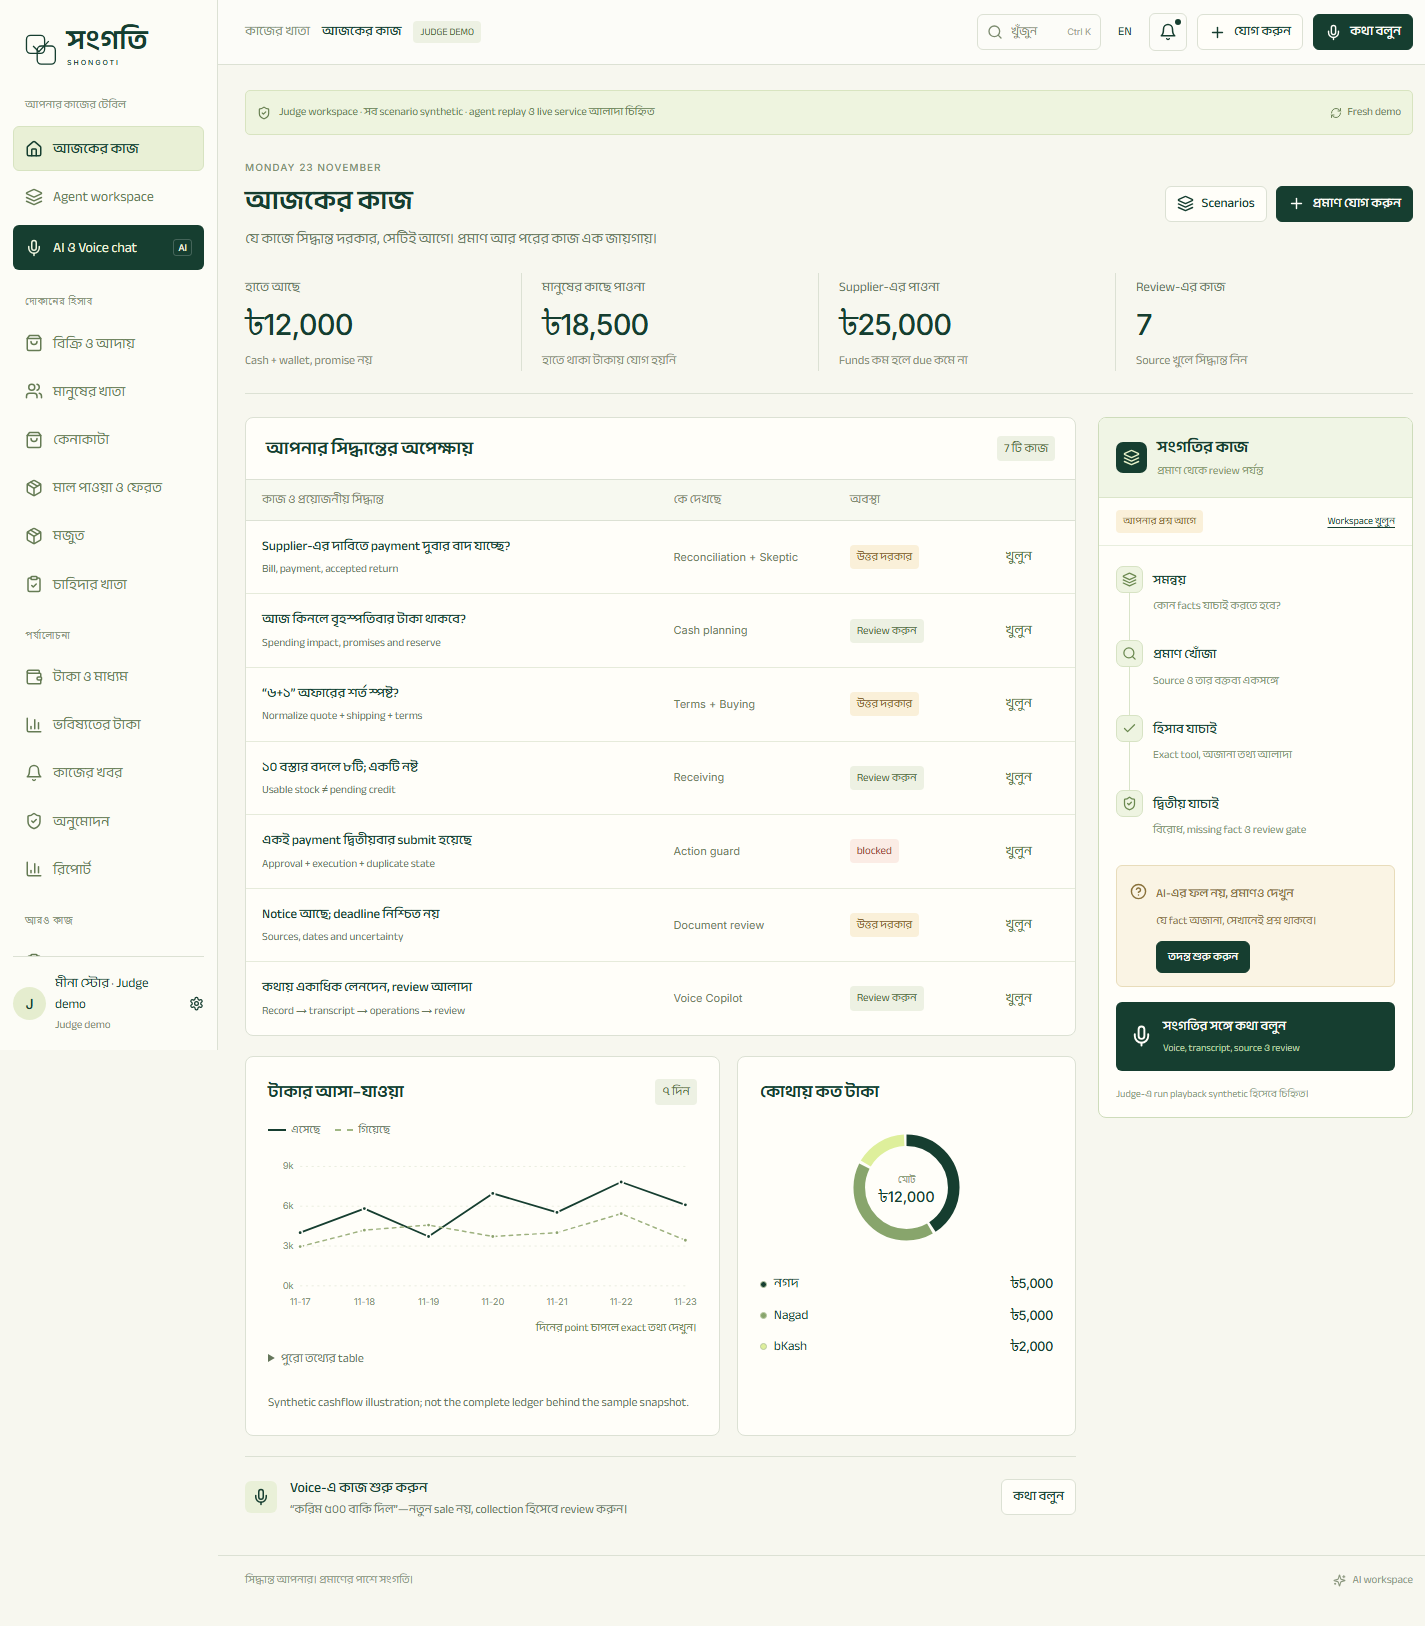 সংগতি
SHONGOTI
আপনার কাজের টেবিল
আজকের কাজ
Agent workspace
AI ও Voice chat
AI
দোকানের হিসাব
বিক্রি ও আদায়
মানুষের খাতা
কেনাকাটা
মাল পাওয়া ও ফেরত
মজুত
চাহিদার খাতা
পর্যালোচনা
টাকা ও মাধ্যম
ভবিষ্যতের টাকা
কাজের খবর
অনুমোদন
রিপোর্ট
আরও কাজ
J
মীনা স্টোর · Judge demo
Judge demo
কাজের খাতা
আজকের কাজ
JUDGE DEMO
খুঁজুন
Ctrl K
EN
যোগ করুন
কথা বলুন
Judge workspace · সব scenario synthetic · agent replay ও live service আলাদা চিহ্নিত
Fresh demo
MONDAY 23 NOVEMBER
আজকের কাজ
যে কাজে সিদ্ধান্ত দরকার, সেটিই আগে। প্রমাণ আর পরের কাজ এক জায়গায়।
Scenarios
প্রমাণ যোগ করুন
হাতে আছে
৳12,000
Cash + wallet, promise নয়
মানুষের কাছে পাওনা
৳18,500
হাতে থাকা টাকায় যোগ হয়নি
Supplier-এর পাওনা
৳25,000
Funds কম হলে due কমে না
Review-এর কাজ
7
Source খুলে সিদ্ধান্ত নিন
আপনার সিদ্ধান্তের অপেক্ষায়
7 টি কাজ
কাজ ও প্রয়োজনীয় সিদ্ধান্ত
কে দেখছে
অবস্থা
Supplier-এর দাবিতে payment দুবার বাদ যাচ্ছে?
Bill, payment, accepted return
Reconciliation + Skeptic
উত্তর দরকার
খুলুন
আজ কিনলে বৃহস্পতিবার টাকা থাকবে?
Spending impact, promises and reserve
Cash planning
Review করুন
খুলুন
“৬+১” অফারের শর্ত স্পষ্ট?
Normalize quote + shipping + terms
Terms + Buying
উত্তর দরকার
খুলুন
১০ বস্তার বদলে ৮টি; একটি নষ্ট
Usable stock ≠ pending credit
Receiving
Review করুন
খুলুন
একই payment দ্বিতীয়বার submit হয়েছে
Approval + execution + duplicate state
Action guard
blocked
খুলুন
Notice আছে; deadline নিশ্চিত নয়
Sources, dates and uncertainty
Document review
উত্তর দরকার
খুলুন
কথায় একাধিক লেনদেন, review আলাদা
Record → transcript → operations → review
Voice Copilot
Review করুন
খুলুন
সংগতির কাজ
প্রমাণ থেকে review পর্যন্ত
আপনার প্রশ্ন আগে
Workspace খুলুন
সমন্বয়
কোন facts যাচাই করতে হবে?
প্রমাণ খোঁজা
Source ও তার বক্তব্য একসঙ্গে
হিসাব যাচাই
Exact tool, অজানা তথ্য আলাদা
দ্বিতীয় যাচাই
বিরোধ, missing fact ও review gate
AI-এর ফল নয়, প্রমাণও দেখুন
যে fact অজানা, সেখানেই প্রশ্ন থাকবে।
তদন্ত শুরু করুন
সংগতির সঙ্গে কথা বলুন
Voice, transcript, source ও review
Judge-এ run playback synthetic হিসেবে চিহ্নিত।
টাকার আসা-যাওয়া
৭ দিন
এসেছে
গিয়েছে
9k
6k
3k
0k
11-17
11-18
11-19
11-20
11-21
11-22
11-23
দিনের point চাপলে exact তথ্য দেখুন।
পুরো তথ্যের table
Synthetic cashflow illustration; not the complete ledger behind the sample snapshot.
কোথায় কত টাকা
মোট
৳12,000
নগদ
৳5,000
Nagad
৳5,000
bKash
৳2,000
Voice-এ কাজ শুরু করুন
“করিম ৫০০ বাকি দিল”—নতুন sale নয়, collection হিসেবে review করুন।
কথা বলুন
সিদ্ধান্ত আপনার। প্রমাণের পাশে সংগতি।
AI workspace